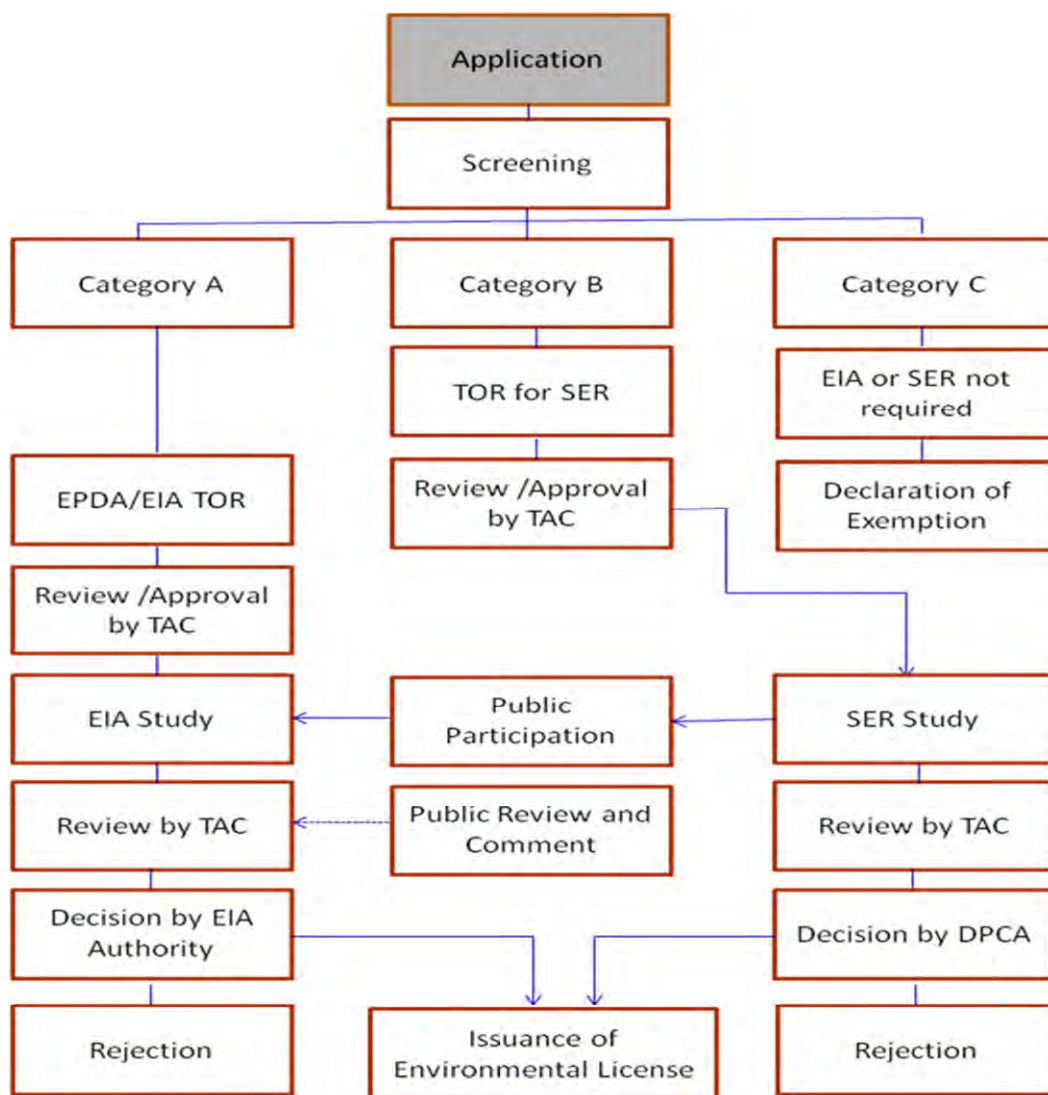 Application
Screening
Category A
Category B
Category C
TOR for SER
EIA or SER not
required
EPDA/EIA TOR
Review /Approval
by TAC
Declaration of
Exemption
Review /Approval
by TAC
EIA Study
Public
Participation
SER Study
Review by TAC
Public Review and
Comment
Review by TAC
Decision by EIA
Authority
Decision by DPCA
Rejection
Issuance of
Environmental License
Rejection